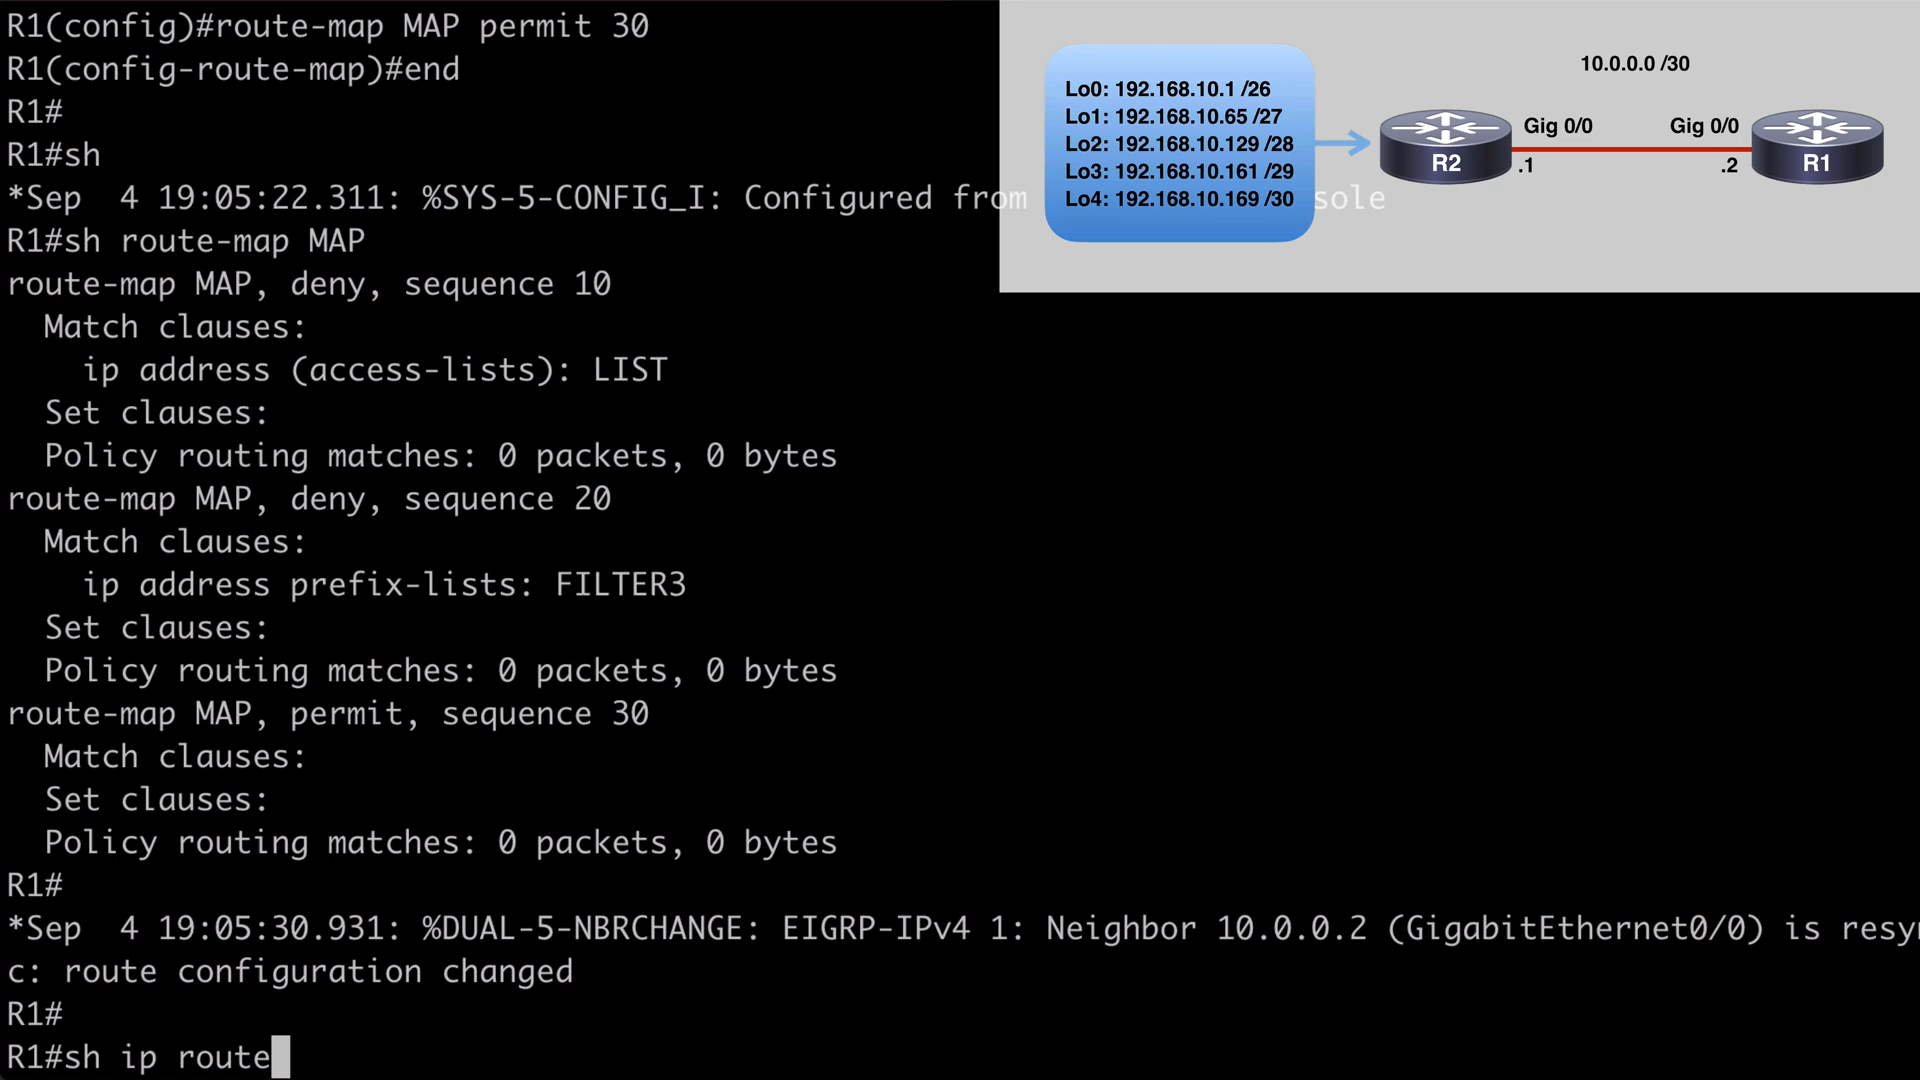 R1(config)#route-map MAP permit 30
R1(config-route-map)#end
R1#
R1#sh
*Sep  4 19:05:22.311: %SYS-5-CONFIG_I: Configured from sole
R1#sh route-map MAP
route-map MAP, deny, sequence 10
  Match clauses:
    ip address (access-lists): LIST
  Set clauses:
  Policy routing matches: 0 packets, 0 bytes
route-map MAP, deny, sequence 20
  Match clauses:
    ip address prefix-lists: FILTER3
  Set clauses:
  Policy routing matches: 0 packets, 0 bytes
route-map MAP, permit, sequence 30
  Match clauses:
  Set clauses:
  Policy routing matches: 0 packets, 0 bytes
R1#
*Sep  4 19:05:30.931: %DUAL-5-NBRCHANGE: EIGRP-IPv4 1: Neighbor 10.0.0.2 (GigabitEthernet0/0) is resyn
c: route configuration changed
R1#
R1#sh ip route
Lo0: 192.168.10.1 /26
Lo1: 192.168.10.65 /27
Lo2: 192.168.10.129 /28
Lo3: 192.168.10.161 /29
Lo4: 192.168.10.169 /30
10.0.0.0 /30
R2
Gig 0/0
.1
Gig 0/0
.2
R1